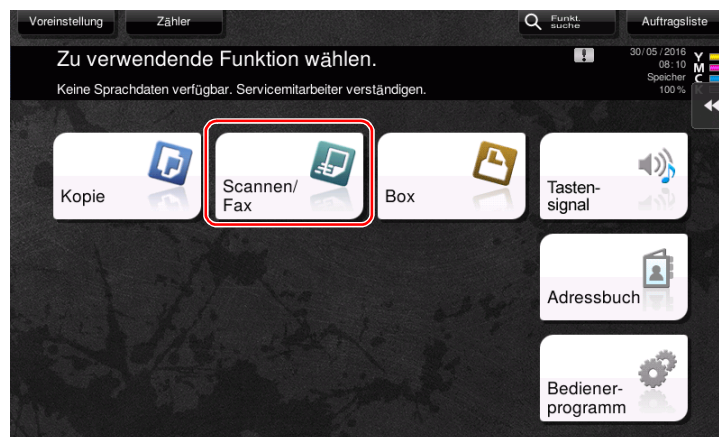 Voreinstellung
Zähler
Funkt.
suche
Auftragsliste
Zu verwendende Funktion wählen.
Keine Sprachdaten verfügbar. Servicemitarbeiter verständigen.
30/05/2016
08:10
Speicher
100 %
Y
M
C
K
Kopie
Scannen/
Fax
Box
Tasten-
signal
Adressbuch
Bediener-
programm